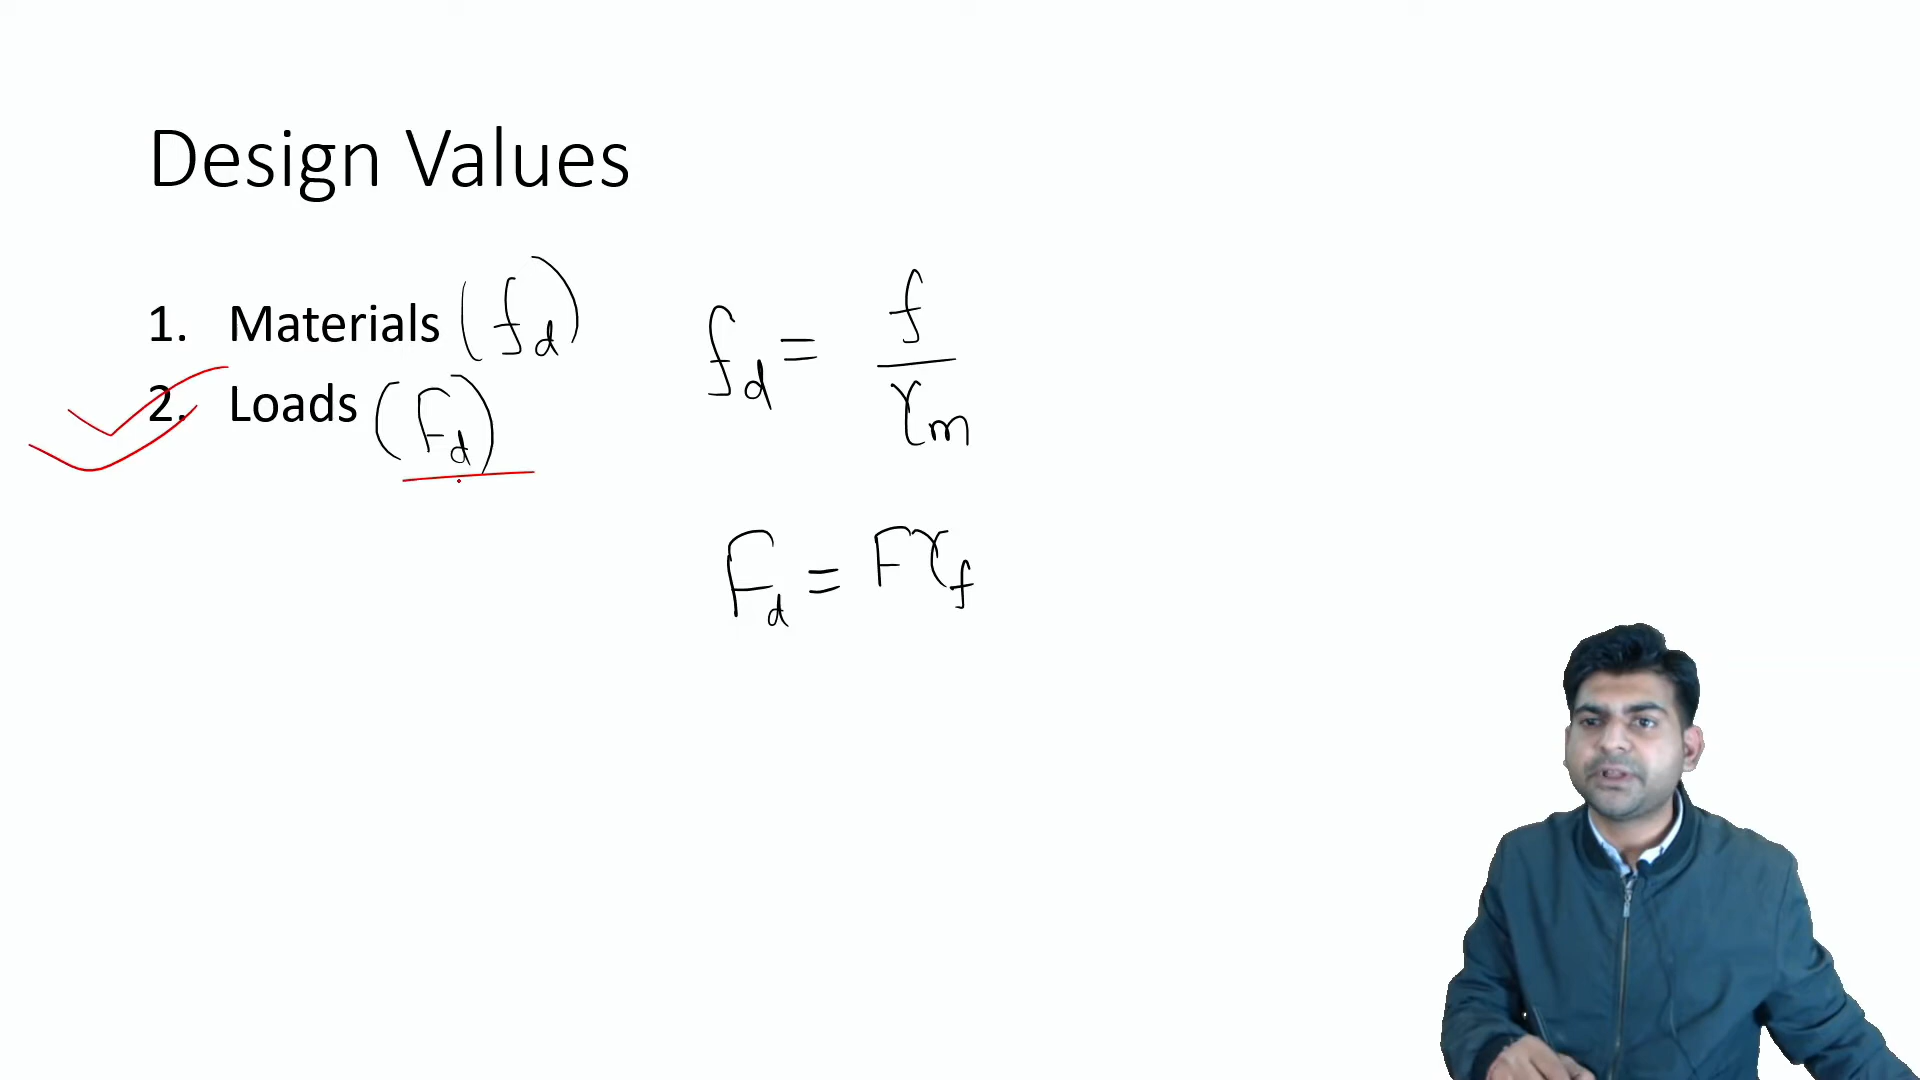 Design Values
1. Materials (fd)
2. Loads (Fd)
fd = f / γm
Fd = Fγf